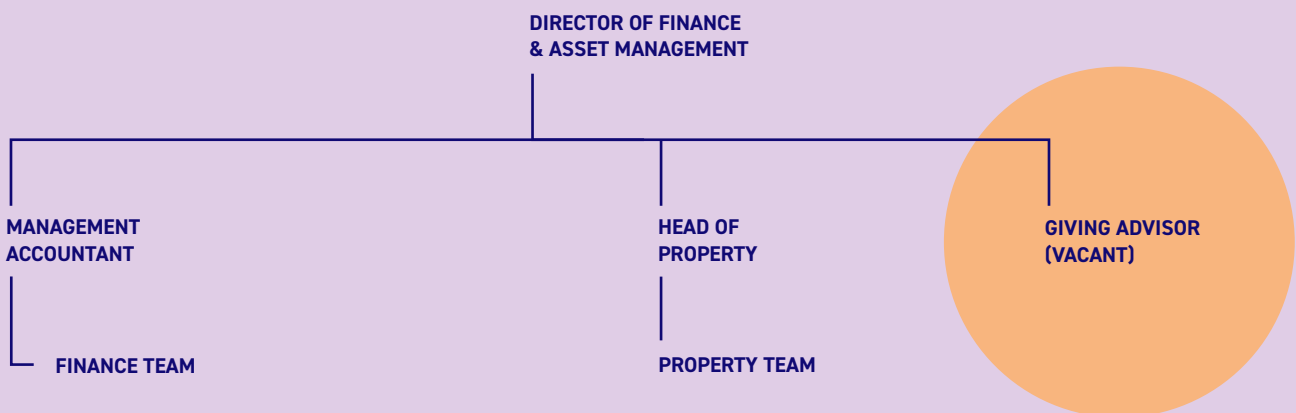 DIRECTOR OF FINANCE
& ASSET MANAGEMENT
MANAGEMENT
ACCOUNTANT
HEAD OF
PROPERTY
GIVING ADVISOR
(VACANT)
FINANCE TEAM
PROPERTY TEAM